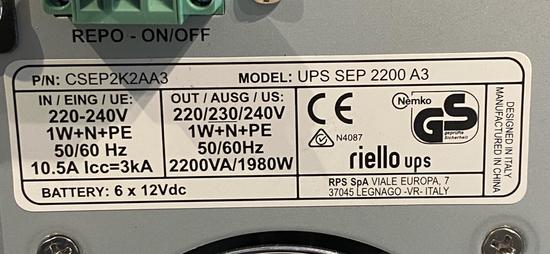 REPO - ON/OFF
P/N: CSEP2K2AA3 MODEL: UPS SEP 2200 A3
IN / EING / UE:
220-240V
1W+N+PE
50/60 Hz
10.5A Icc=3kA
OUT / AUSG / US:
220/230/240V
1W+N+PE
50/60Hz
2200VA/1980W
BATTERY: 6 x 12Vdc
CE
N4087
Nemko
GS
geprüfte
Sicherheit
riello ups
RPS SpA VIALE EUROPA, 7
37045 LEGNAGO -VR- ITALY
DESIGNED IN ITALY
MANUFACTURED IN CHINA